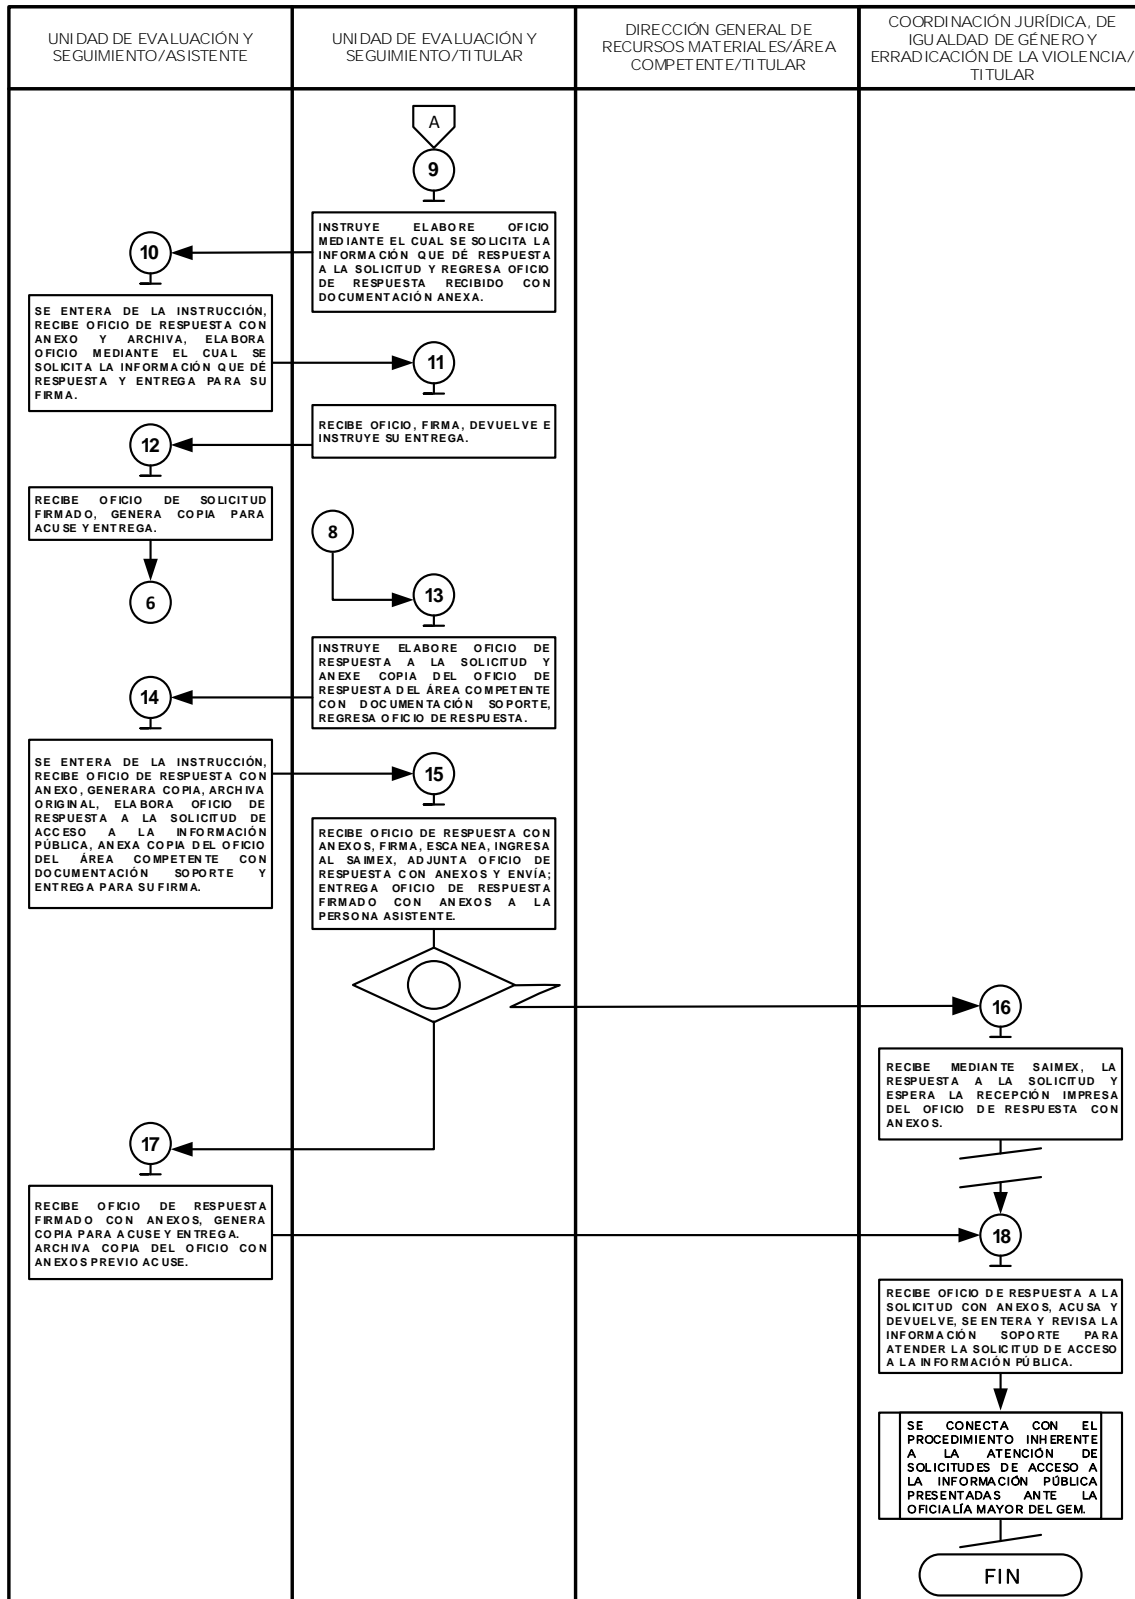 UNIDAD DE EVALUACIÓN Y
SEGUIMIENTO/ASISTENTE
UNIDAD DE EVALUACIÓN Y
SEGUIMIENTO/TITULAR
DIRECCIÓN GENERAL DE
RECURSOS MATERIALES/ÁREA
COMPETENTE/TITULAR
COORDINACIÓN JURÍDICA, DE
IGUALDAD DE GÉNERO Y
ERRADICACIÓN DE LA VIOLENCIA/
TITULAR
A
9
INSTRUYE ELABORE OFICIO
MEDIANTE EL CUAL SE SOLICITA LA
INFORMACIÓN QUE DÉ RESPUESTA
A LA SOLICITUD Y REGRESA OFICIO
DE RESPUESTA RECIBIDO CON
DOCUMENTACIÓN ANEXA.
10
SE ENTERA DE LA INSTRUCCIÓN,
RECIBE OFICIO DE RESPUESTA CON
ANEXO Y ARCHIVA, ELABORA
OFICIO MEDIANTE EL CUAL SE
SOLICITA LA INFORMACIÓN QUE DÉ
RESPUESTA Y ENTREGA PARA SU
FIRMA.
11
RECIBE OFICIO, FIRMA, DEVUELVE E
INSTRUYE SU ENTREGA.
12
RECIBE OFICIO DE SOLICITUD
FIRMADO, GENERA COPIA PARA
ACUSE Y ENTREGA.
6
8
13
INSTRUYE ELABORE OFICIO DE
RESPUESTA A LA SOLICITUD Y
ANEXE COPIA DEL OFICIO DE
RESPUESTA DEL ÁREA COMPETENTE
CON DOCUMENTACIÓN SOPORTE,
REGRESA OFICIO DE RESPUESTA.
14
SE ENTERA DE LA INSTRUCCIÓN,
RECIBE OFICIO DE RESPUESTA CON
ANEXO, GENERARA COPIA, ARCHIVA
ORIGINAL, ELABORA OFICIO DE
RESPUESTA A LA SOLICITUD DE
ACCESO A LA INFORMACIÓN
PÚBLICA, ANEXA COPIA DEL OFICIO
DEL ÁREA COMPETENTE CON
DOCUMENTACIÓN SOPORTE Y
ENTREGA PARA SU FIRMA.
15
RECIBE OFICIO DE RESPUESTA CON
ANEXOS, FIRMA, ESCANEA, INGRESA
AL SAIMEX, ADJUNTA OFICIO DE
RESPUESTA CON ANEXOS Y ENVÍA;
ENTREGA OFICIO DE RESPUESTA
FIRMADO CON ANEXOS A LA
PERSONA ASISTENTE.
16
RECIBE MEDIANTE SAIMEX, LA
RESPUESTA A LA SOLICITUD Y
ESPERA LA RECEPCIÓN IMPRESA
DEL OFICIO DE RESPUESTA CON
ANEXOS.
17
RECIBE OFICIO DE RESPUESTA
FIRMADO CON ANEXOS, GENERA
COPIA PARA ACUSE Y ENTREGA.
ARCHIVA COPIA DEL OFICIO CON
ANEXOS PREVIO ACUSE.
18
RECIBE OFICIO DE RESPUESTA A LA
SOLICITUD CON ANEXOS, ACUSA Y
DEVUELVE, SE ENTERA Y REVISA LA
INFORMACIÓN SOPORTE PARA
ATENDER LA SOLICITUD DE ACCESO
A LA INFORMACIÓN PÚBLICA.
SE CONECTA CON EL
PROCEDIMIENTO INHERENTE
A LA ATENCIÓN DE
SOLICITUDES DE ACCESO A
LA INFORMACIÓN PÚBLICA
PRESENTADAS ANTE LA
OFICIALÍA MAYOR DEL GEM.
FIN